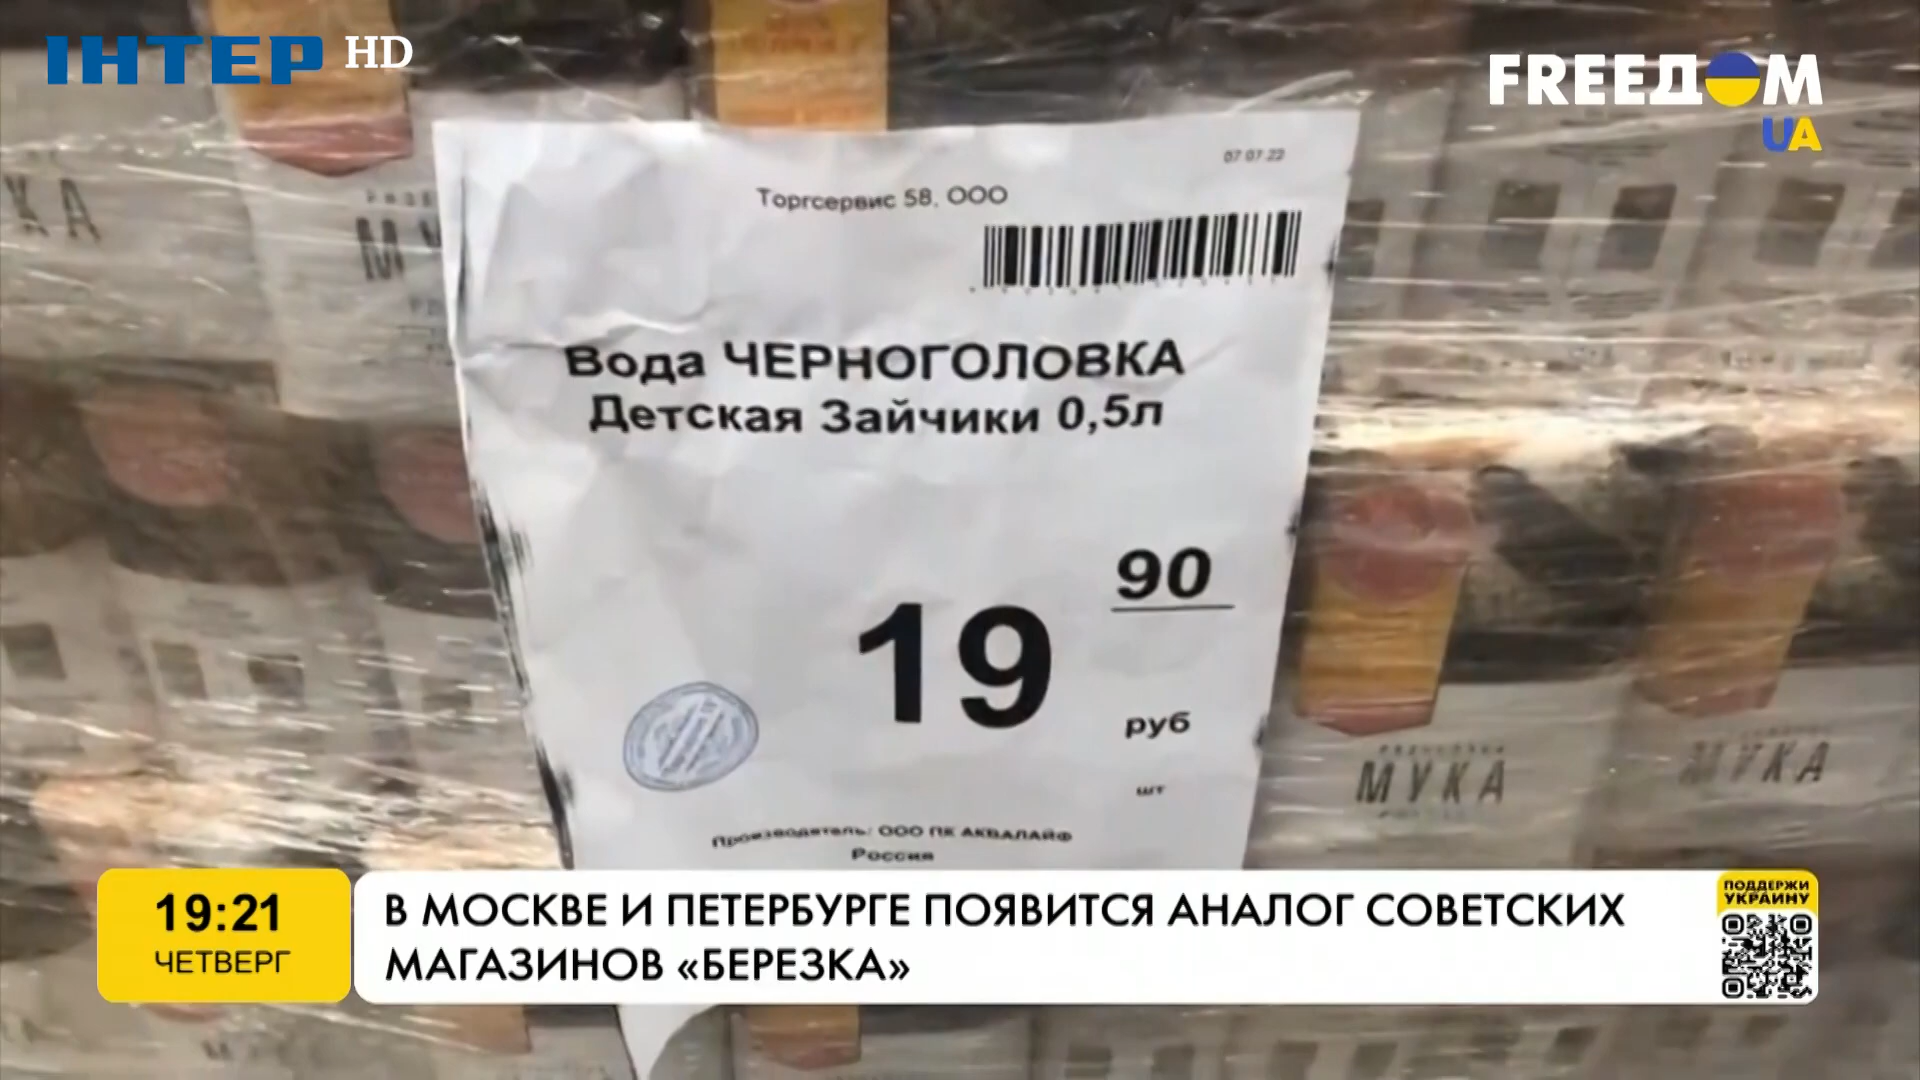 ІНТЕР HD
FREEДOM
UA
07.07.22
Торгсервис 58, ООО
Вода ЧЕРНОГОЛОВКА
Детская Зайчики 0,5л
90
19
руб
шт
Производитель: ООО ПК АКВАЛАЙФ
Россия
МУКА
МУКА
19:21
ЧЕТВЕРГ
В МОСКВЕ И ПЕТЕРБУРГЕ ПОЯВИТСЯ АНАЛОГ СОВЕТСКИХ
МАГАЗИНОВ «БЕРЕЗКА»
ПОДДЕРЖИ
УКРАИНУ